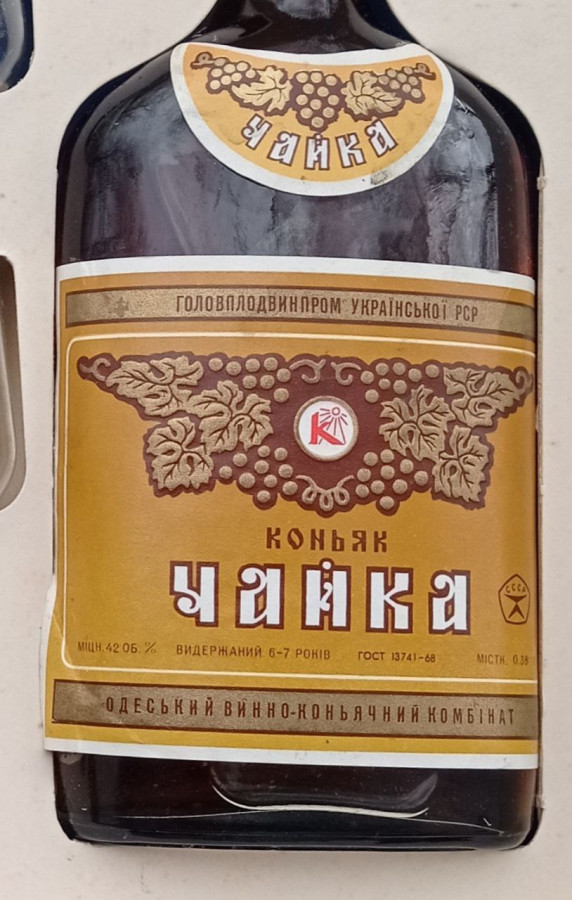 ЧАЙКА
ГОЛОВПЛОДВИНПРОМ УКРАЇНСЬКОЇ РСР
К
КОНЬЯК
ЧАЙКА
СССР
МІЦН. 42 ОБ. % ВИДЕРЖАНИЙ 6-7 РОКІВ ГОСТ 13741-68 МІСТК. 0.38
ОДЕСЬКИЙ ВИННО-КОНЬЯЧНИЙ КОМБІНАТ